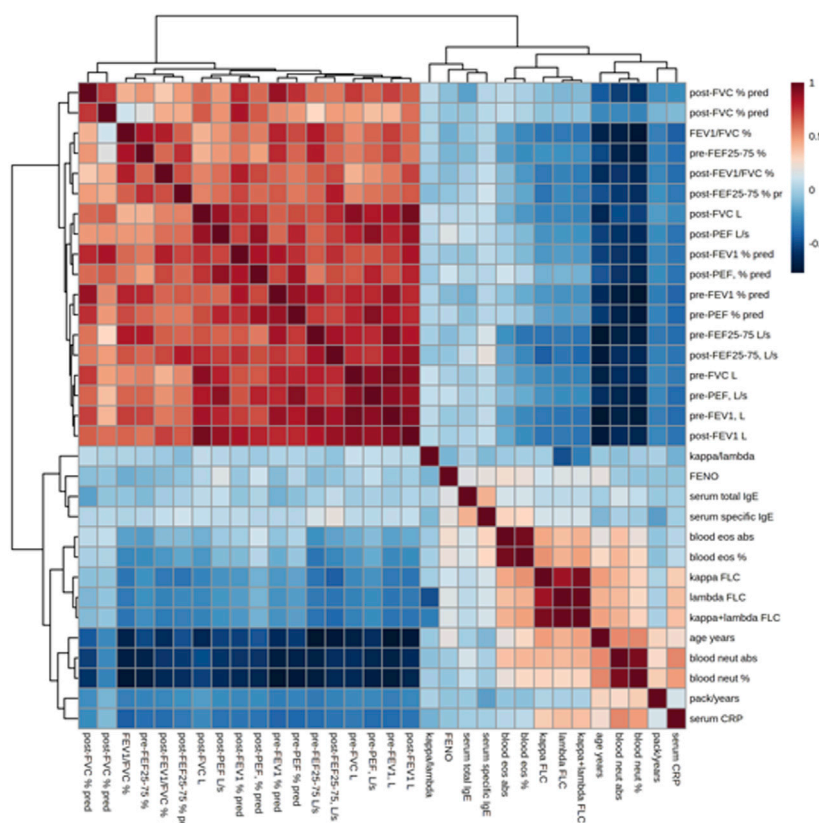 post-FVC % pred
post-FVC % pred
FEV1/FVC %
pre-FEF25-75 %
post-FEV1/FVC %
post-FEF25-75 % pr
post-FVC L
post-PEF L/s
post-FEV1 % pred
post-PEF, % pred
pre-FEV1 % pred
pre-PEF % pred
pre-FEF25-75 L/s
post-FEF25-75, L/s
pre-FVC L
pre-PEF, L/s
pre-FEV1, L
post-FEV1 L
kappa/lambda
FENO
serum total IgE
serum specific IgE
blood eos abs
blood eos %
kappa FLC
lambda FLC
kappa+lambda FLC
age years
blood neut abs
blood neut %
pack/years
serum CRP
1
0.5
0
-0.
post-FVC % pred
post-FVC % pred
FEV1/FVC %
pre-FEF25-75 %
post-FEV1/FVC %
post-FEF25-75 % p
post-FVC L
post-PEF L/s
post-FEV1 % pred
post-PEF, % pred
pre-FEV1 % pred
pre-PEF % pred
pre-FEF25-75 L/s
post-FEF25-75, L/s
pre-FVC L
pre-PEF, L/s
pre-FEV1, L
post-FEV1 L
kappa/lambda
FENO
serum total IgE
serum specific IgE
blood eos abs
blood eos %
kappa FLC
lambda FLC
kappa+lambda FLC
age years
blood neut abs
blood neut %
pack/years
serum CRP